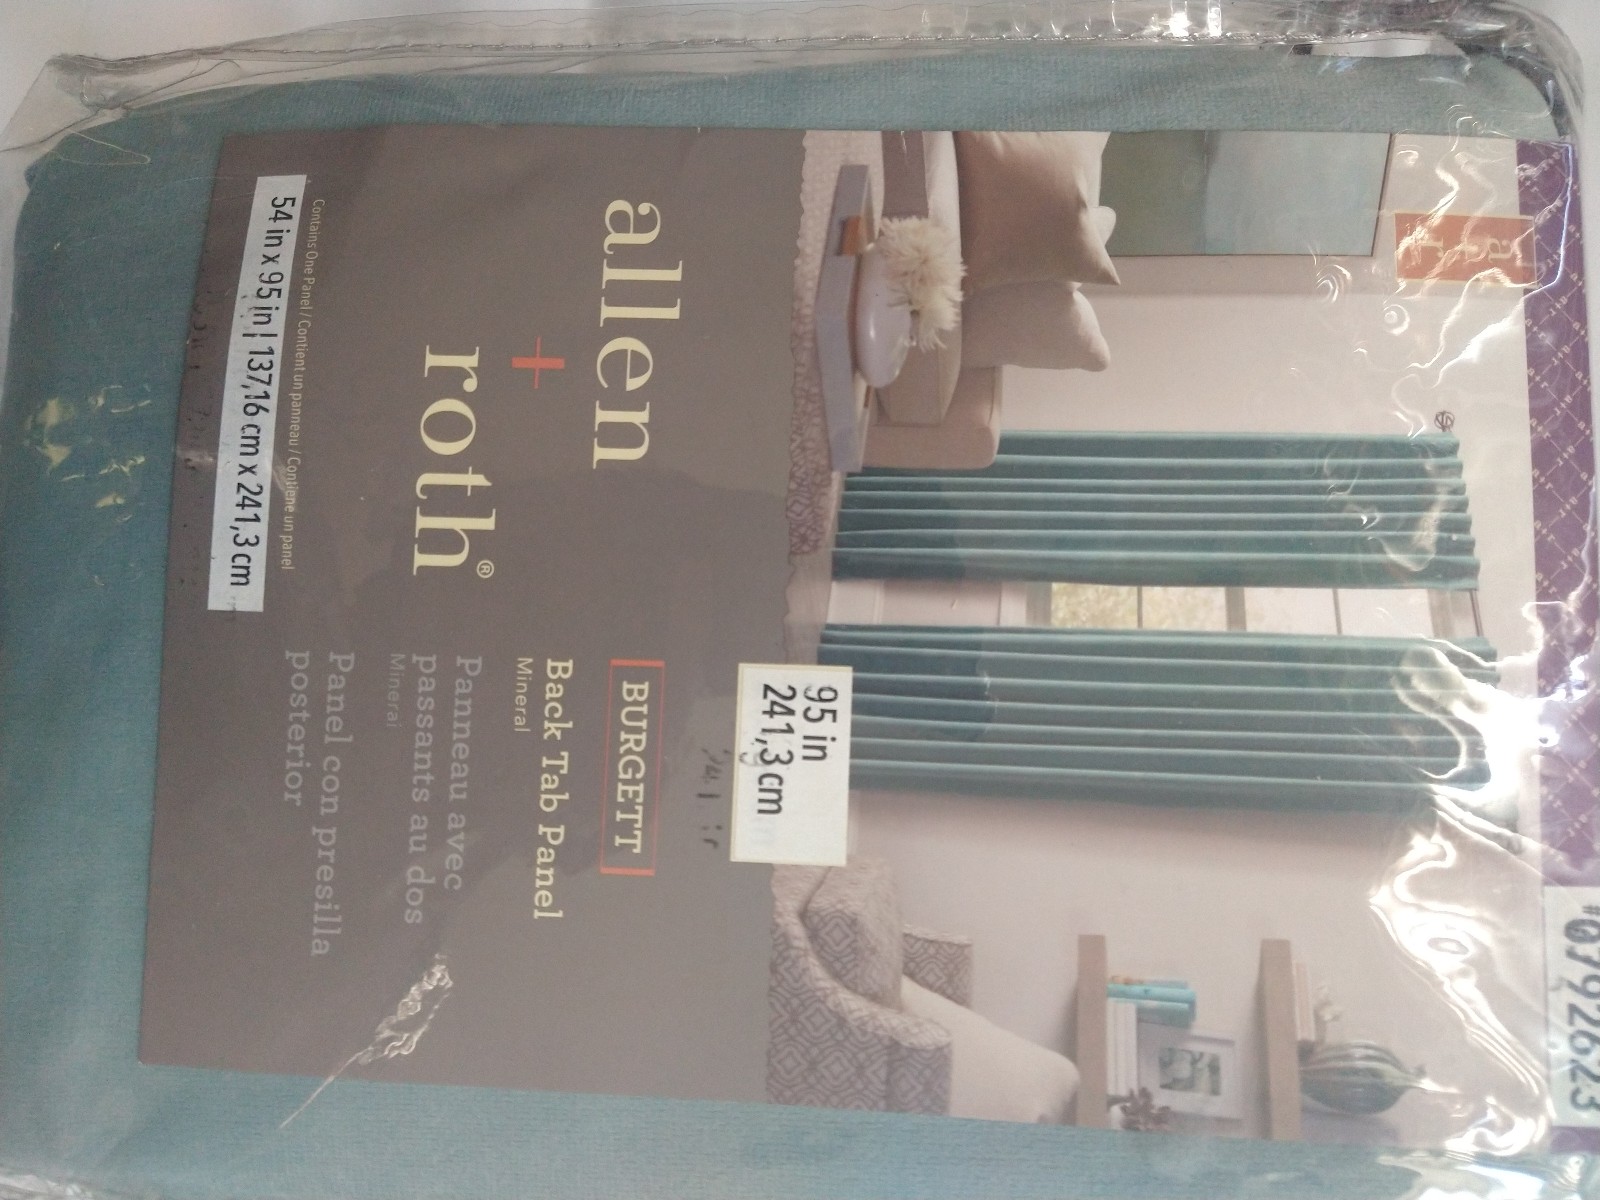 a+r
#6792623
95 in
241,3 cm
allen
+
roth®
BURGETT
Back Tab Panel
Mineral
Panneau avec
passants au dos
Minerai
Panel con presilla
posterior
Contains One Panel / Contient un panneau / Contiene un panel
54 in x 95 in | 137,16 cm x 241,3 cm